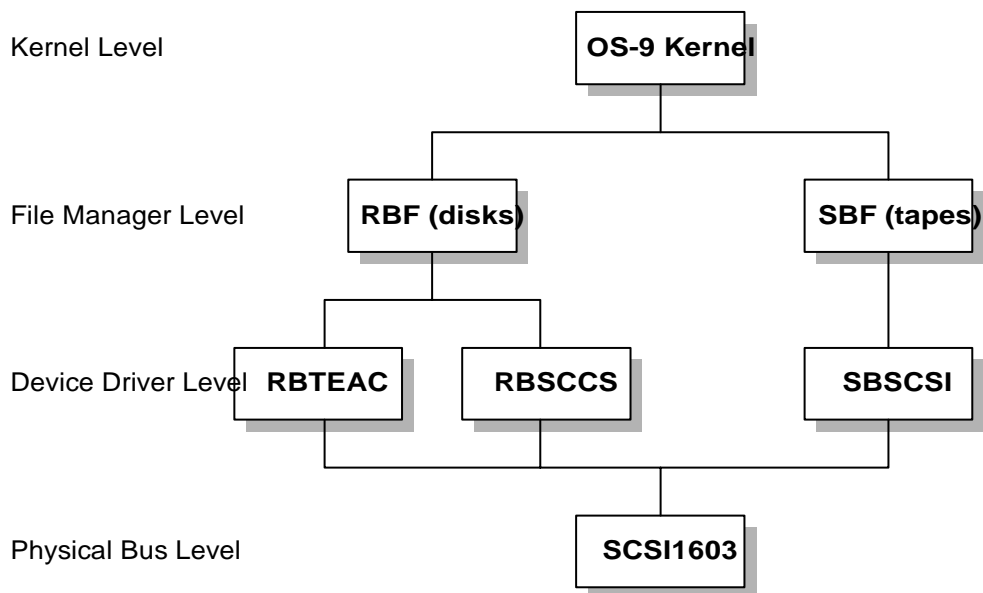 Kernel Level
OS-9 Kernel
File Manager Level
RBF (disks)
SBF (tapes)
Device Driver Level
RBTEAC
RBSCCS
SBSCSI
Physical Bus Level
SCSI1603